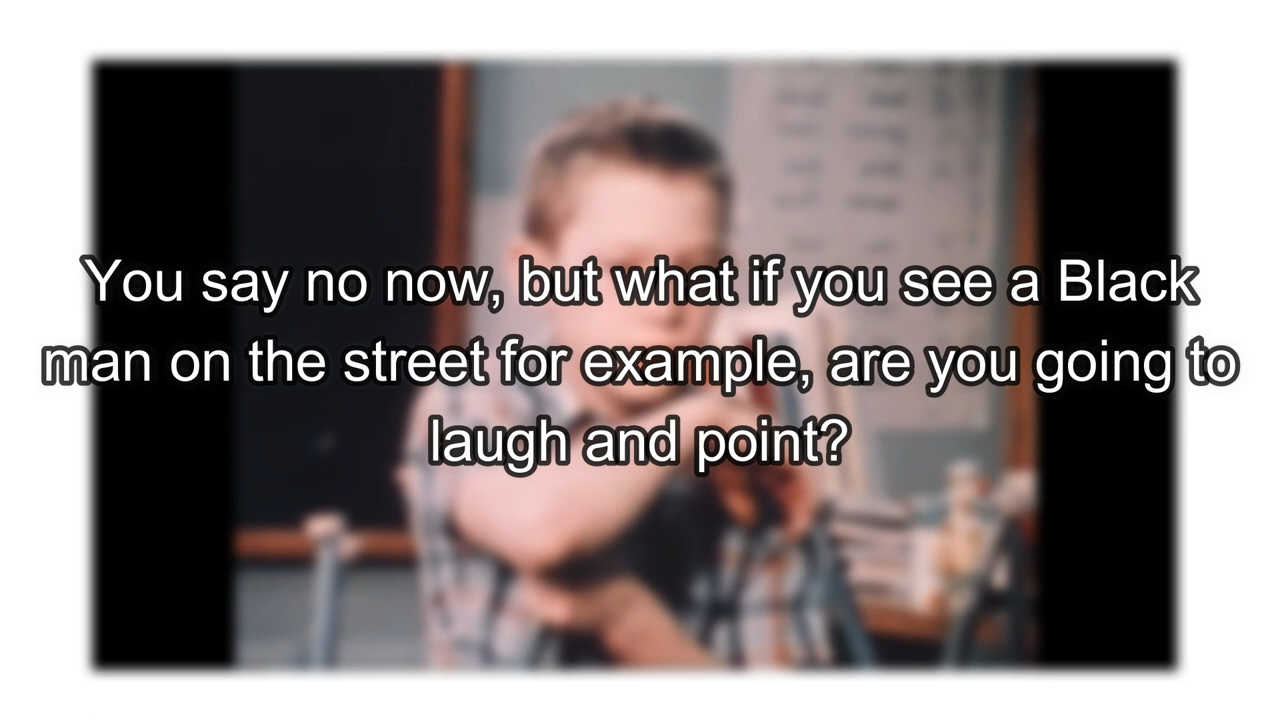 You say no now, but what if you see a Black
man on the street for example, are you going to
laugh and point?